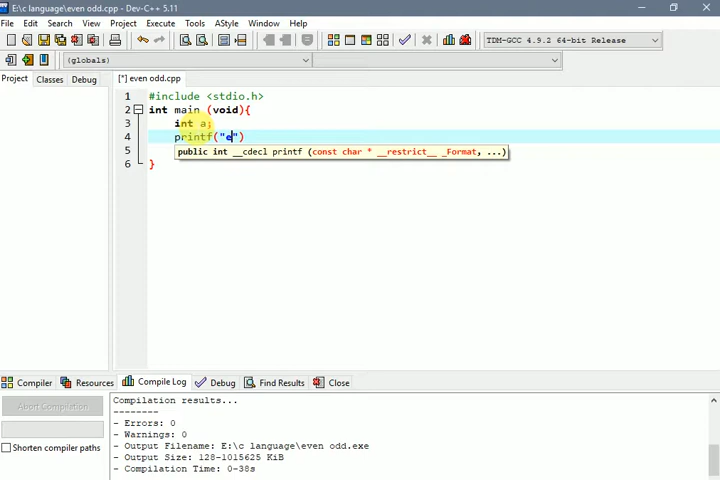 E:\c language\even odd.cpp - Dev-C++ 5.11
File Edit Search View Project Execute Tools AStyle Window Help
TDM-GCC 4.9.2 64-bit Release
(globals)
Project Classes Debug
[*] even odd.cpp
1 #include <stdio.h>
2 int main (void){
3 int a;
4 printf("e")
5 public int __cdecl printf (const char * __restrict__ _Format, ...)
6 }
Compiler Resources Compile Log Debug Find Results Close
Abort Compilation
Shorten compiler paths
Compilation results...
--------
- Errors: 0
- Warnings: 0
- Output Filename: E:\c language\even odd.exe
- Output Size: 128-1015625 KiB
- Compilation Time: 0-38s